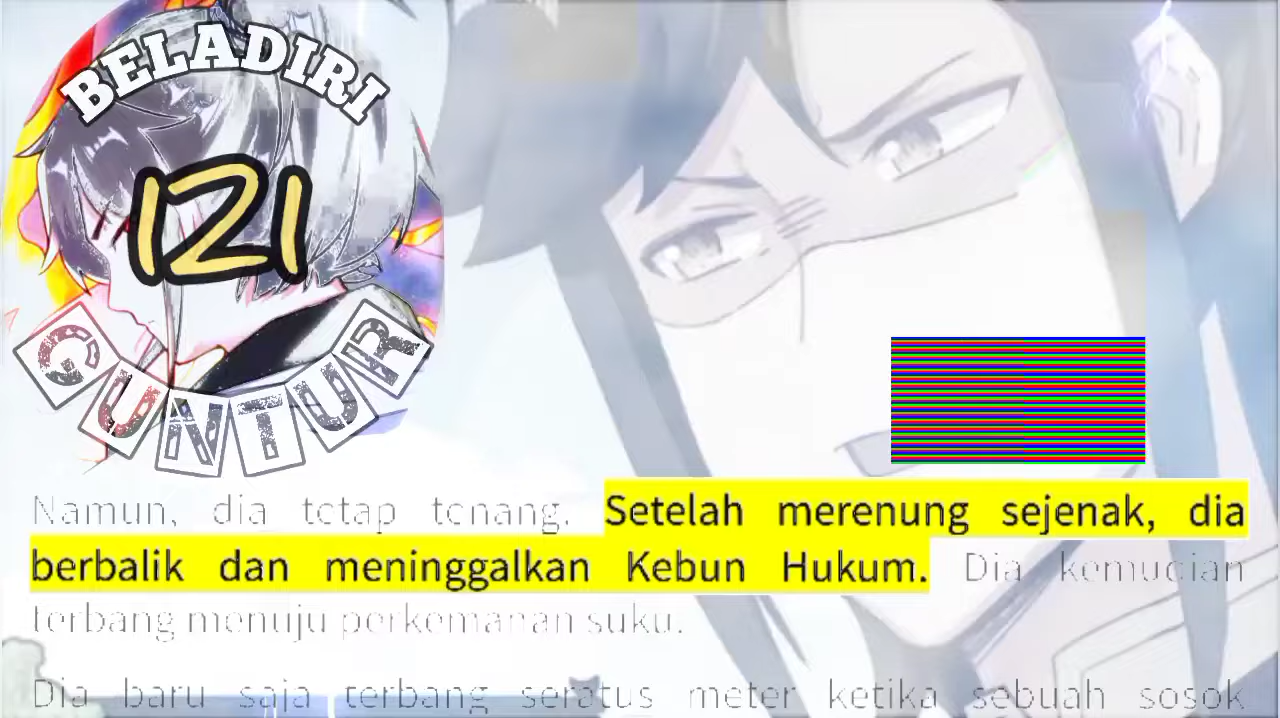 BELADIRI
121
GUNTUR
Namun, dia tetap tenang. Setelah merenung sejenak, dia
berbalik dan meninggalkan Kebun Hukum. Dia kemudian
terbang menuju perkemahan suku.
Dia baru saja terbang seratus meter ketika sebuah sosok